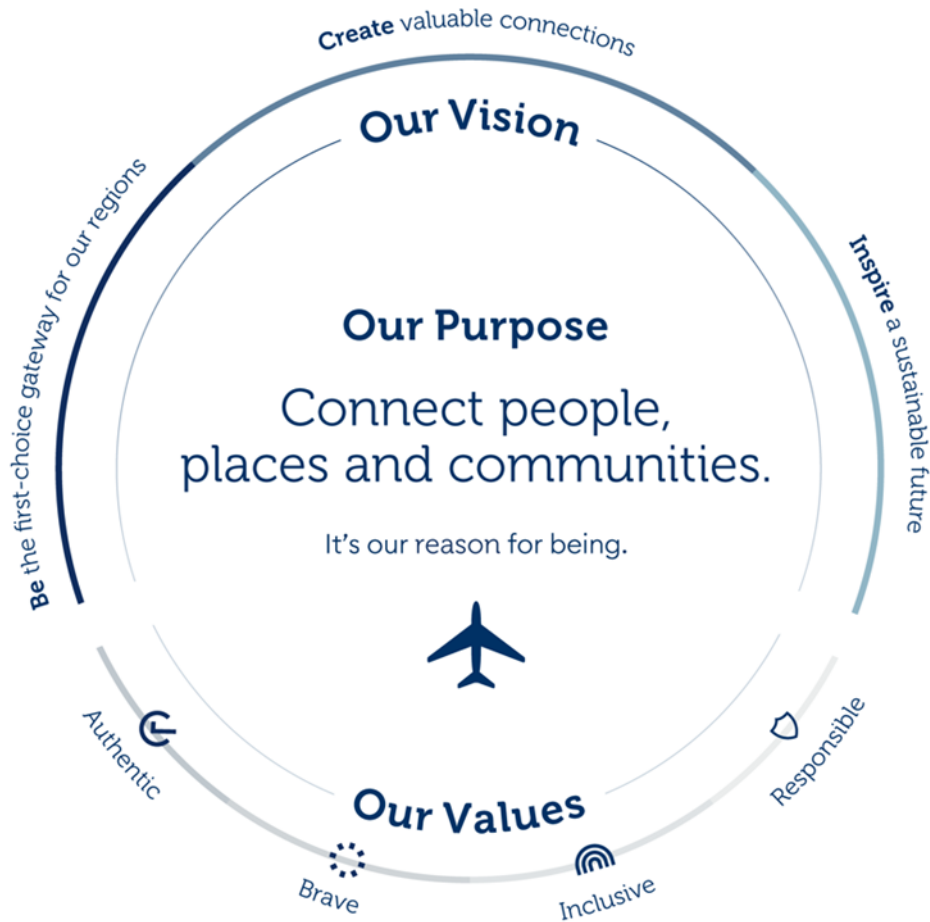 Create valuable connections
Our Vision
Be the first-choice gateway for our regions
Inspire a sustainable future
Our Purpose
Connect people,
places and communities.
It's our reason for being.
Our Values
Authentic
Brave
Inclusive
Responsible